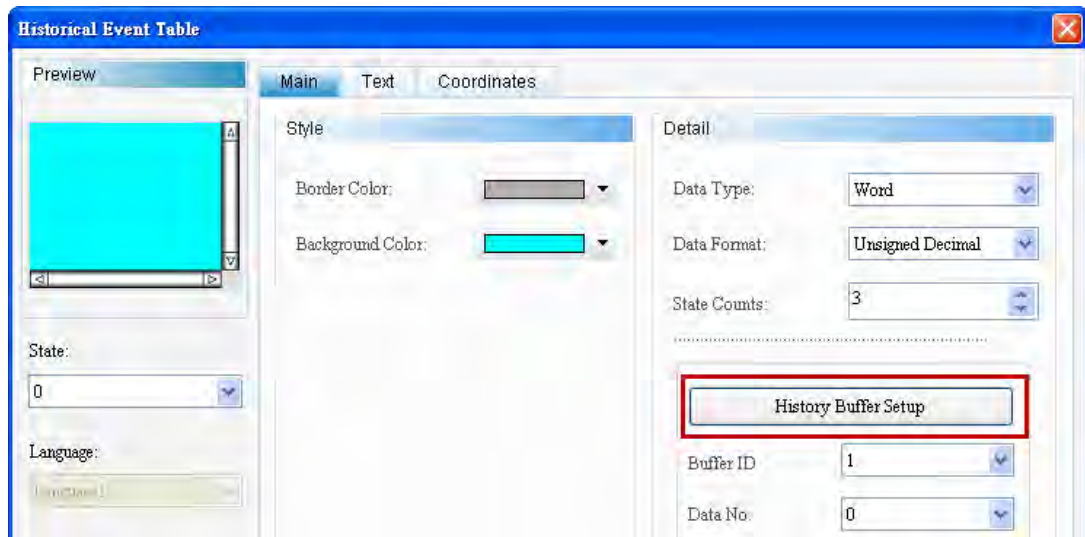 Historical Event Table
Preview
State:
0
Language:
Main Text Coordinates
Style
Border Color:
Background Color:
Detail
Data Type: Word
Data Format: Unsigned Decimal
State Counts: 3
History Buffer Setup
Buffer ID 1
Data No. 0